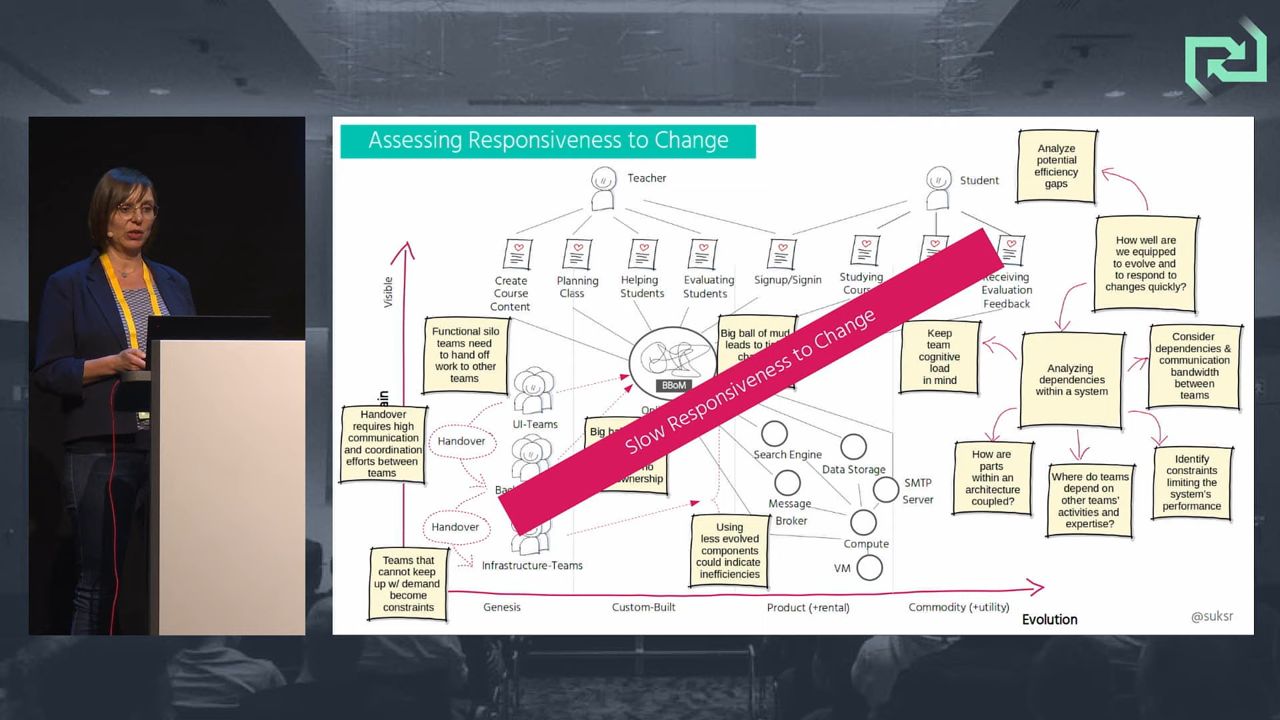 Assessing Responsiveness to Change
Teacher
Student
Analyze
potential
efficiency
gaps
How well are
we equipped
to evolve and
to respond to
changes quickly?
Visible
Create
Course
Content
Planning
Class
Helping
Students
Evaluating
Students
Signup/Signin
Studying
Receiving
Evaluation
Feedback
Functional silo
teams need
to hand off
work to other
teams
Big ball of mud
leads to
BBoM
Slow Responsiveness to Change
Keep
team
cognitive
load
in mind
Analyzing
dependencies
within a system
Consider
dependencies &
communication
bandwidth
between
teams
Handover
requires high
communication
and coordination
efforts between
teams
UI-Teams
Handover
Big
ownership
Search Engine
Data Storage
SMTP
Server
Message
Broker
Compute
VM
How are
parts
within an
architecture
coupled?
Where do teams
depend on
other teams'
activities and
expertise?
Identify
constraints
limiting the
system's
performance
Handover
Infrastructure-Teams
Using
less evolved
components
could indicate
inefficiencies
Teams that
cannot keep
up w/ demand
become
constraints
Genesis
Custom-Built
Product (+rental)
Commodity (+utility)
Evolution
@suksr